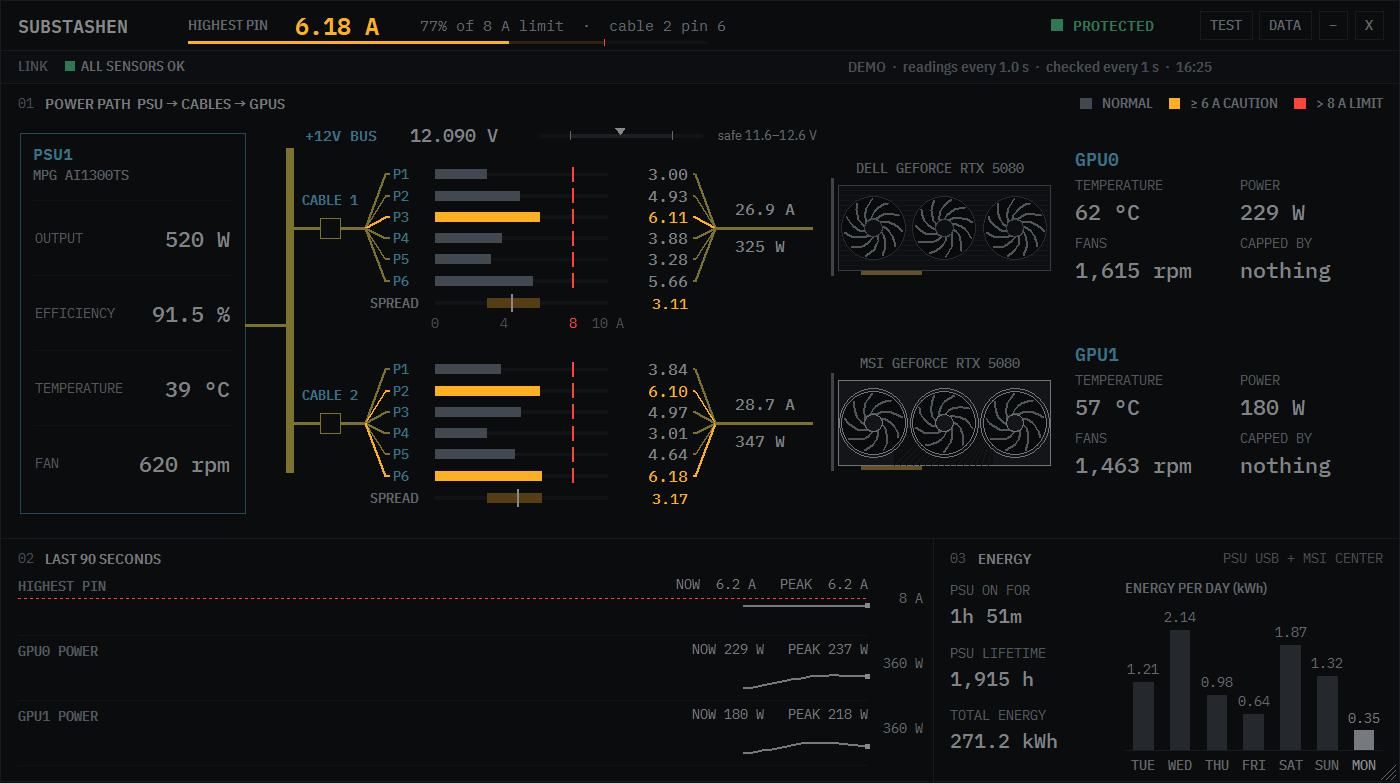 SUBSTASHEN HIGHEST PIN 6.18 A 77% of 8 A limit · cable 2 pin 6 PROTECTED TEST DATA – X
LINK ALL SENSORS OK DEMO · readings every 1.0 s · checked every 1 s · 16:25
01 POWER PATH PSU → CABLES → GPUS NORMAL ≥ 6 A CAUTION > 8 A LIMIT
+12V BUS 12.090 V safe 11.6–12.6 V
PSU1
MPG AI1300TS
OUTPUT 520 W
EFFICIENCY 91.5 %
TEMPERATURE 39 °C
FAN 620 rpm
CABLE 1
P1 3.00
P2 4.93
P3 6.11
P4 3.88
P5 3.28
P6 5.66
SPREAD 3.11
0 4 8 10 A
26.9 A
325 W
CABLE 2
P1 3.84
P2 6.10
P3 4.97
P4 3.01
P5 4.64
P6 6.18
SPREAD 3.17
28.7 A
347 W
DELL GEFORCE RTX 5080
GPU0
TEMPERATURE POWER
62 °C 229 W
FANS CAPPED BY
1,615 rpm nothing
MSI GEFORCE RTX 5080
GPU1
TEMPERATURE POWER
57 °C 180 W
FANS CAPPED BY
1,463 rpm nothing
02 LAST 90 SECONDS
HIGHEST PIN NOW 6.2 A PEAK 6.2 A
8 A
GPU0 POWER NOW 229 W PEAK 237 W
360 W
GPU1 POWER NOW 180 W PEAK 218 W
360 W
03 ENERGY PSU USB + MSI CENTER
PSU ON FOR
1h 51m
PSU LIFETIME
1,915 h
TOTAL ENERGY
271.2 kWh
ENERGY PER DAY (kWh)
1.21 2.14 0.98 0.64 1.87 1.32 0.35
TUE WED THU FRI SAT SUN MON